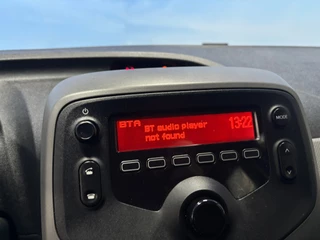 BTA
BT audio player
not found
13:22
MODE